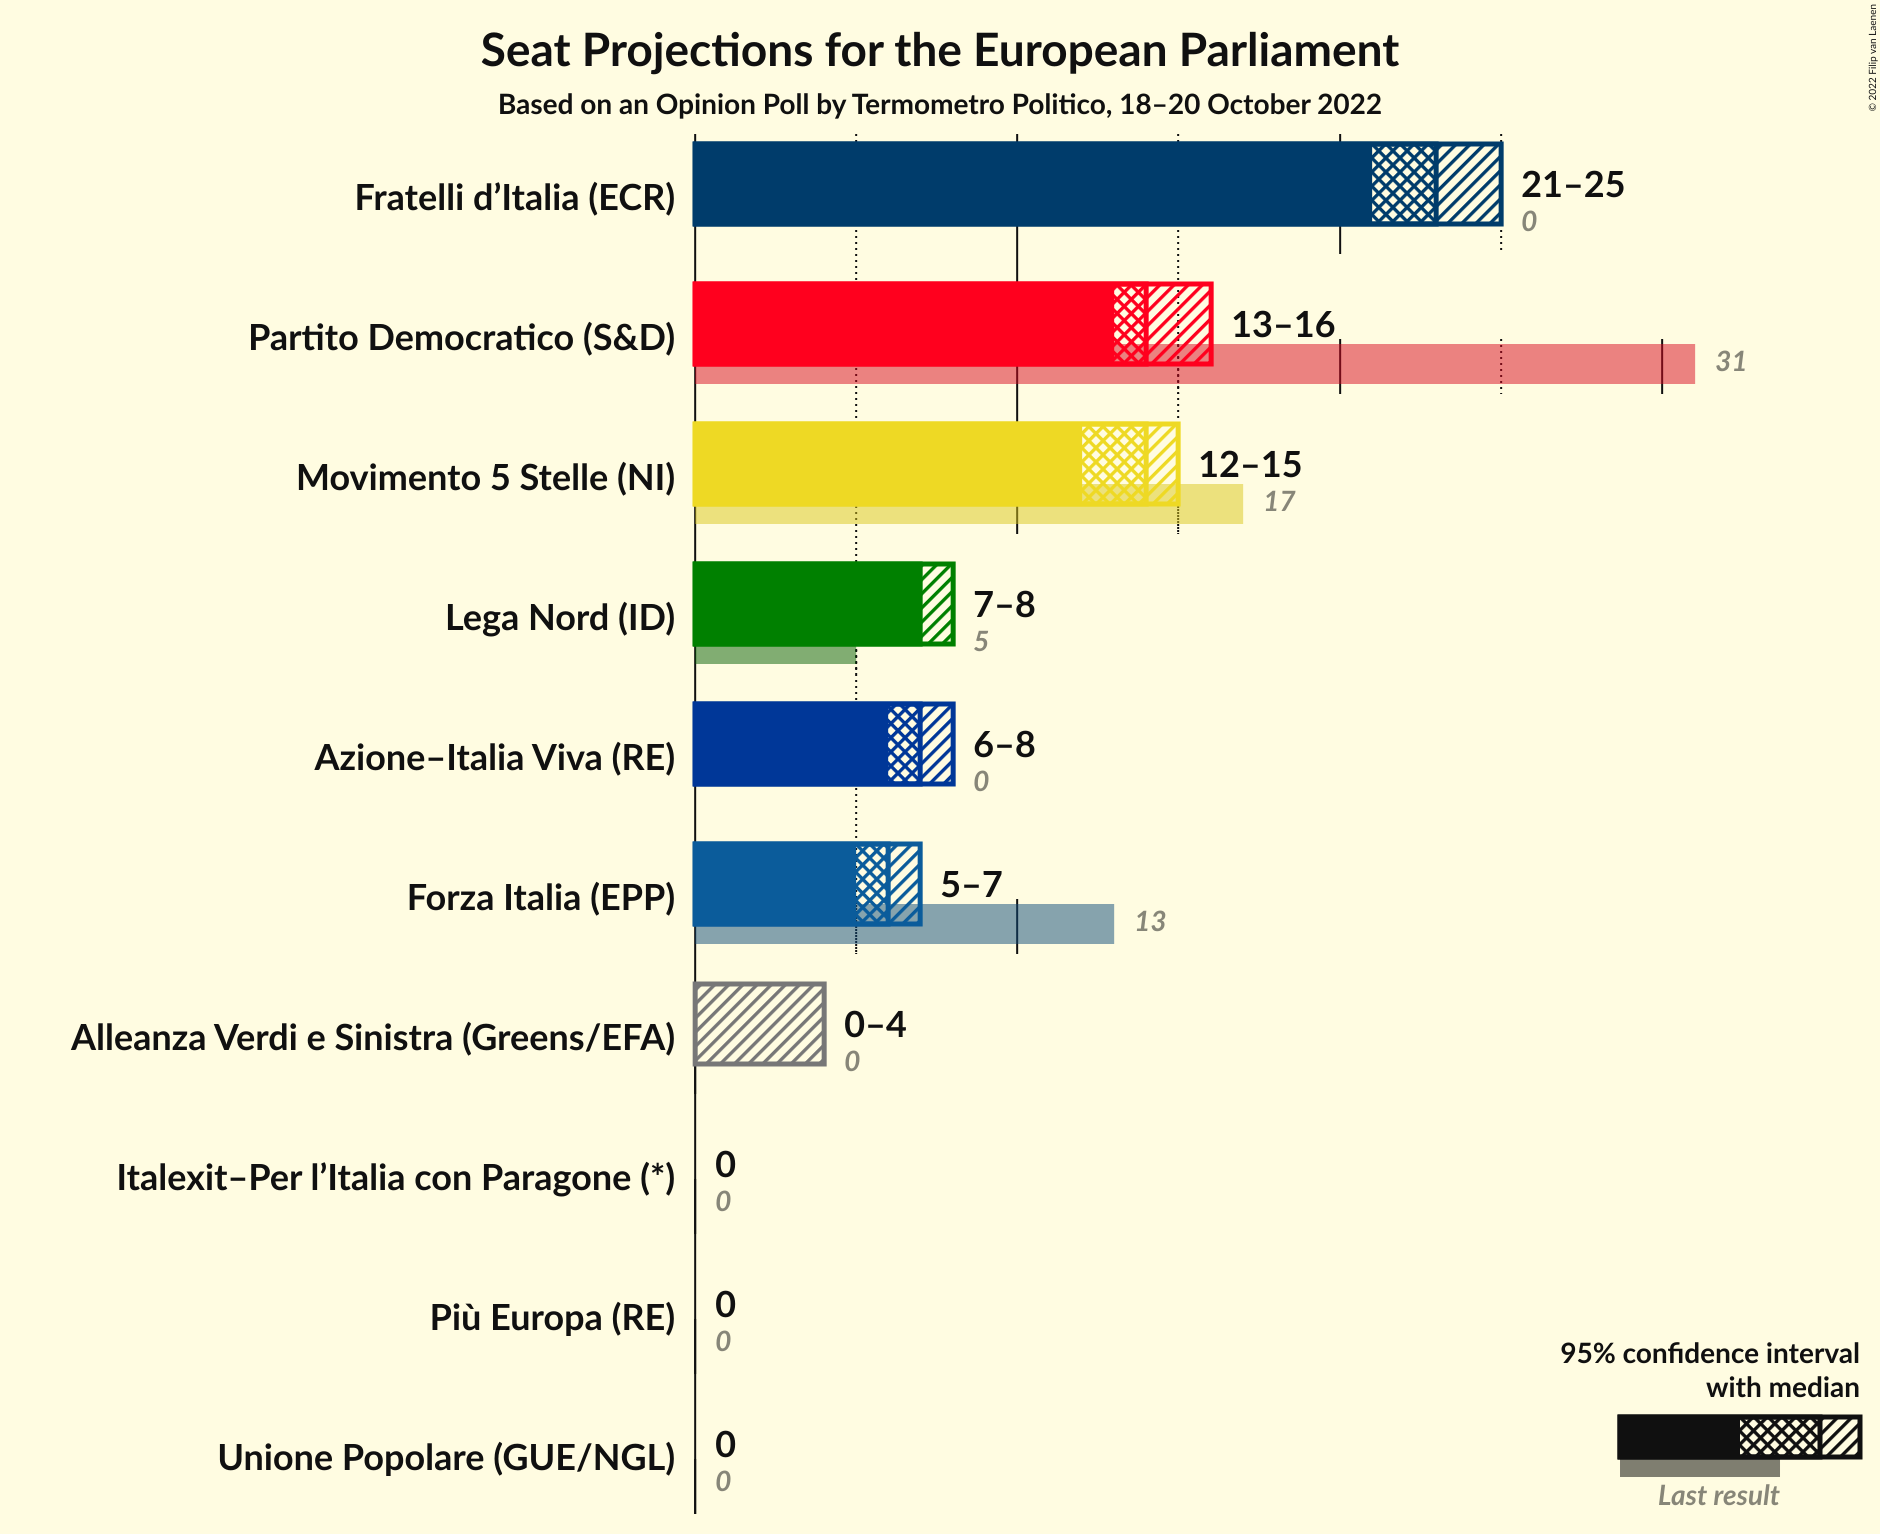 Seat Projections for the European Parliament
Based on an Opinion Poll by Termometro Politico, 18–20 October 2022
© 2022 Filip van Laenen
Fratelli d’Italia (ECR)
21–25
0
Partito Democratico (S&D)
13–16
31
Movimento 5 Stelle (NI)
12–15
17
Lega Nord (ID)
7–8
5
Azione–Italia Viva (RE)
6–8
0
Forza Italia (EPP)
5–7
13
Alleanza Verdi e Sinistra (Greens/EFA)
0–4
0
Italexit–Per l’Italia con Paragone (*)
0
0
Più Europa (RE)
0
0
Unione Popolare (GUE/NGL)
0
0
95% confidence interval
with median
Last result